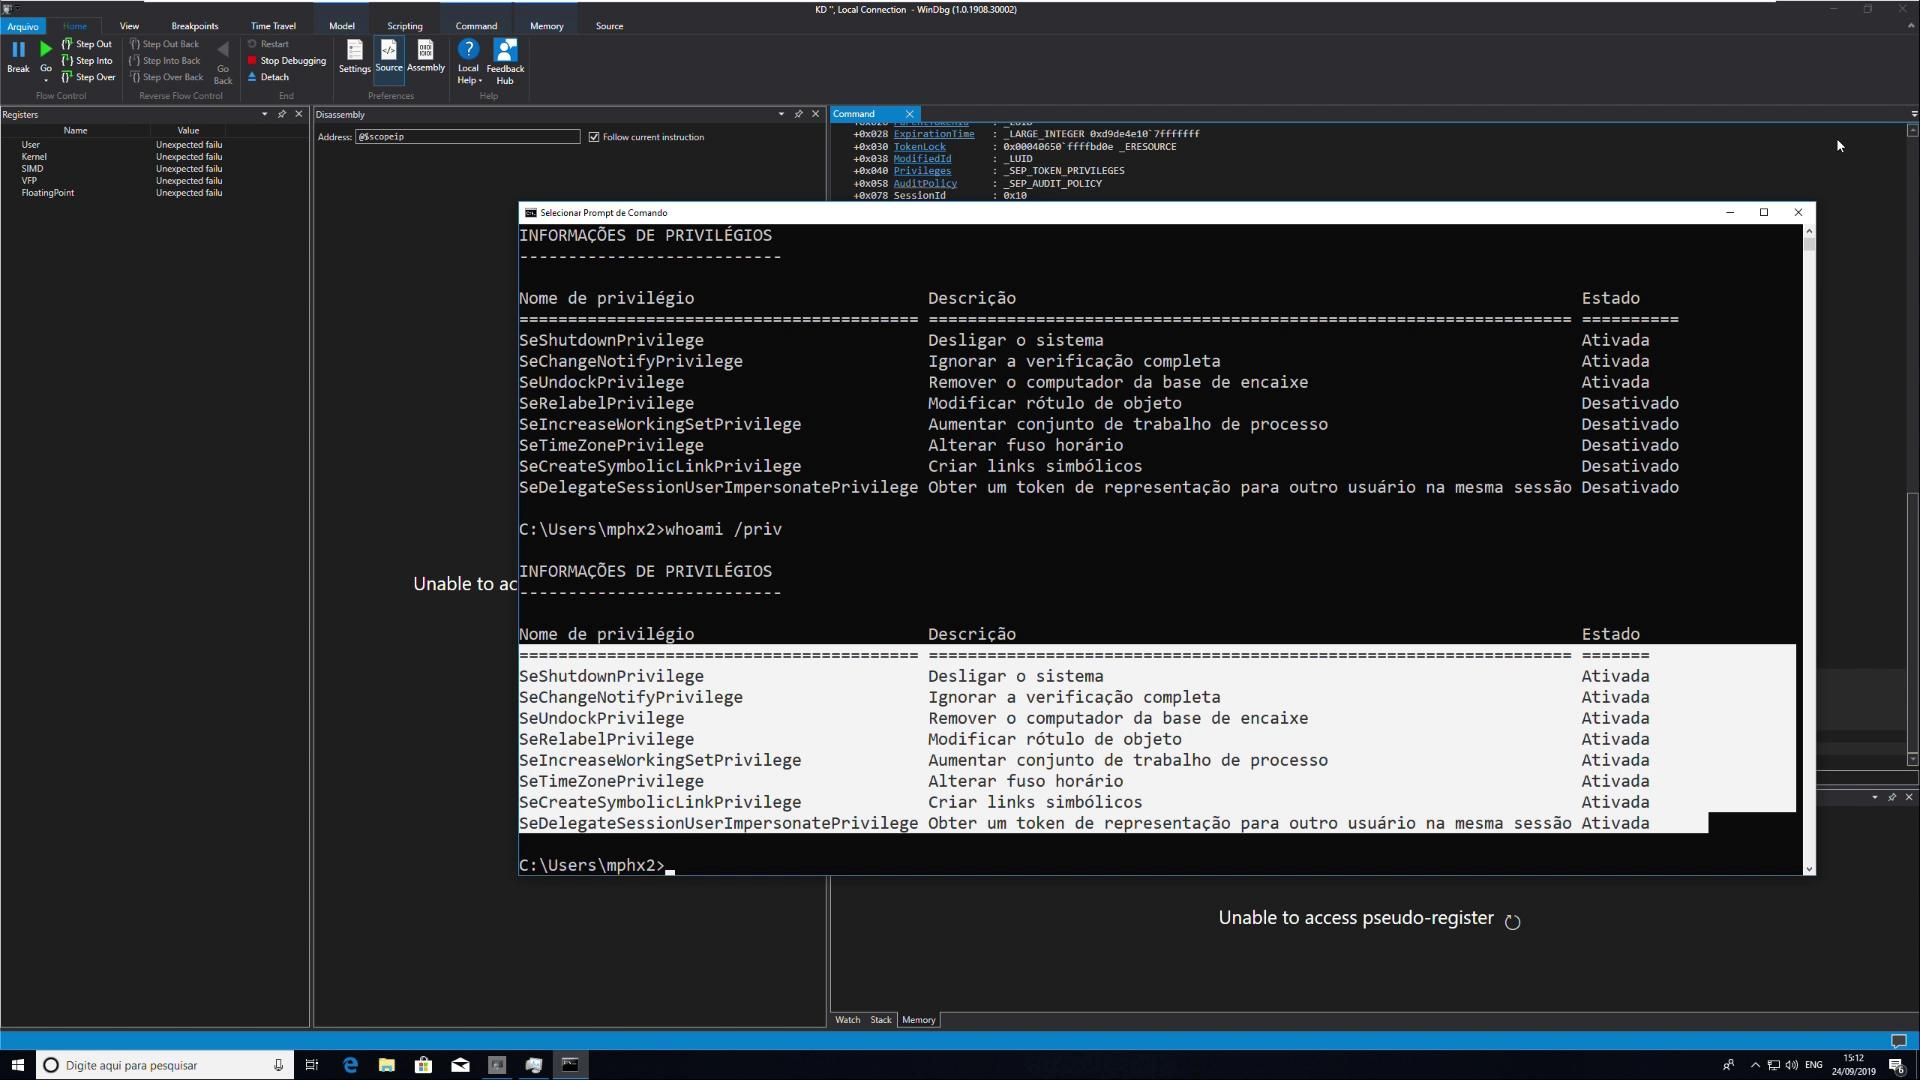 KD '', Local Connection - WinDbg (1.0.1908.30002)
Arquivo Home View Breakpoints Time Travel Model Scripting Command Memory Source
Break
Go
Step Out
Step Into
Step Over
Flow Control
Step Out Back
Step Into Back
Step Over Back
Go
Back
Reverse Flow Control
Restart
Stop Debugging
Detach
End
Settings Source Assembly
Preferences
Local
Help
Feedback
Hub
Help
Registers
Name Value
User Unexpected failu
Kernel Unexpected failu
SIMD Unexpected failu
VFP Unexpected failu
FloatingPoint Unexpected failu
Disassembly
Address: @$scopeip Follow current instruction
Unable to ac
Command
+0x028 ExpirationTime : _LARGE_INTEGER 0xd9de4e10`7fffffff
+0x030 TokenLock : 0x00040650`ffffbd0e _ERESOURCE
+0x038 ModifiedId : _LUID
+0x040 Privileges : _SEP_TOKEN_PRIVILEGES
+0x058 AuditPolicy : _SEP_AUDIT_POLICY
+0x078 SessionId : 0x10
Selecionar Prompt de Comando
INFORMAÇÕES DE PRIVILÉGIOS
---------------------------
Nome de privilégio Descrição Estado
========================================= ================================================================== ==========
SeShutdownPrivilege Desligar o sistema Ativada
SeChangeNotifyPrivilege Ignorar a verificação completa Ativada
SeUndockPrivilege Remover o computador da base de encaixe Ativada
SeRelabelPrivilege Modificar rótulo de objeto Desativado
SeIncreaseWorkingSetPrivilege Aumentar conjunto de trabalho de processo Desativado
SeTimeZonePrivilege Alterar fuso horário Desativado
SeCreateSymbolicLinkPrivilege Criar links simbólicos Desativado
SeDelegateSessionUserImpersonatePrivilege Obter um token de representação para outro usuário na mesma sessão Desativado
C:\Users\mphx2>whoami /priv
INFORMAÇÕES DE PRIVILÉGIOS
---------------------------
Nome de privilégio Descrição Estado
========================================= ================================================================== =======
SeShutdownPrivilege Desligar o sistema Ativada
SeChangeNotifyPrivilege Ignorar a verificação completa Ativada
SeUndockPrivilege Remover o computador da base de encaixe Ativada
SeRelabelPrivilege Modificar rótulo de objeto Ativada
SeIncreaseWorkingSetPrivilege Aumentar conjunto de trabalho de processo Ativada
SeTimeZonePrivilege Alterar fuso horário Ativada
SeCreateSymbolicLinkPrivilege Criar links simbólicos Ativada
SeDelegateSessionUserImpersonatePrivilege Obter um token de representação para outro usuário na mesma sessão Ativada
C:\Users\mphx2>
Unable to access pseudo-register
Watch Stack Memory
Digite aqui para pesquisar
ENG
15:12
24/09/2019
6